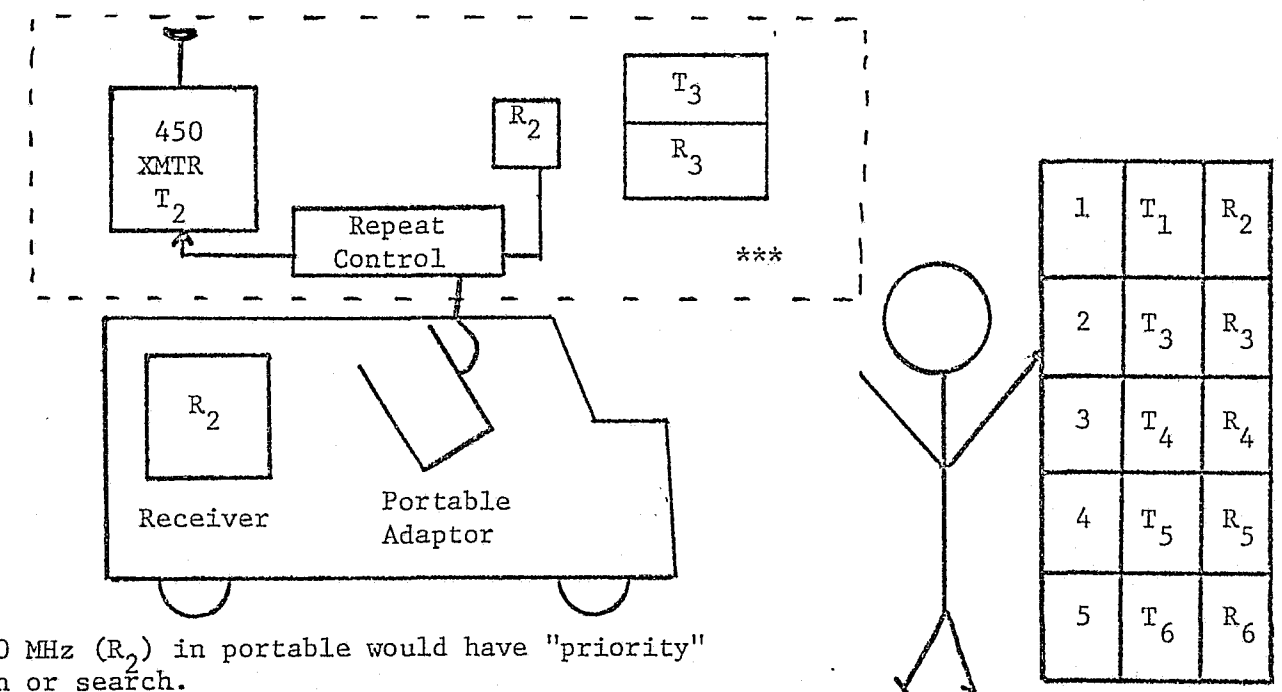 450
XMTR
T2
R2
T3
R3
Repeat
Control
***
R2
Receiver
Portable
Adaptor
1 T1 R2
2 T3 R3
3 T4 R4
4 T5 R5
5 T6 R6
0 MHz (R2) in portable would have "priority"
or search.